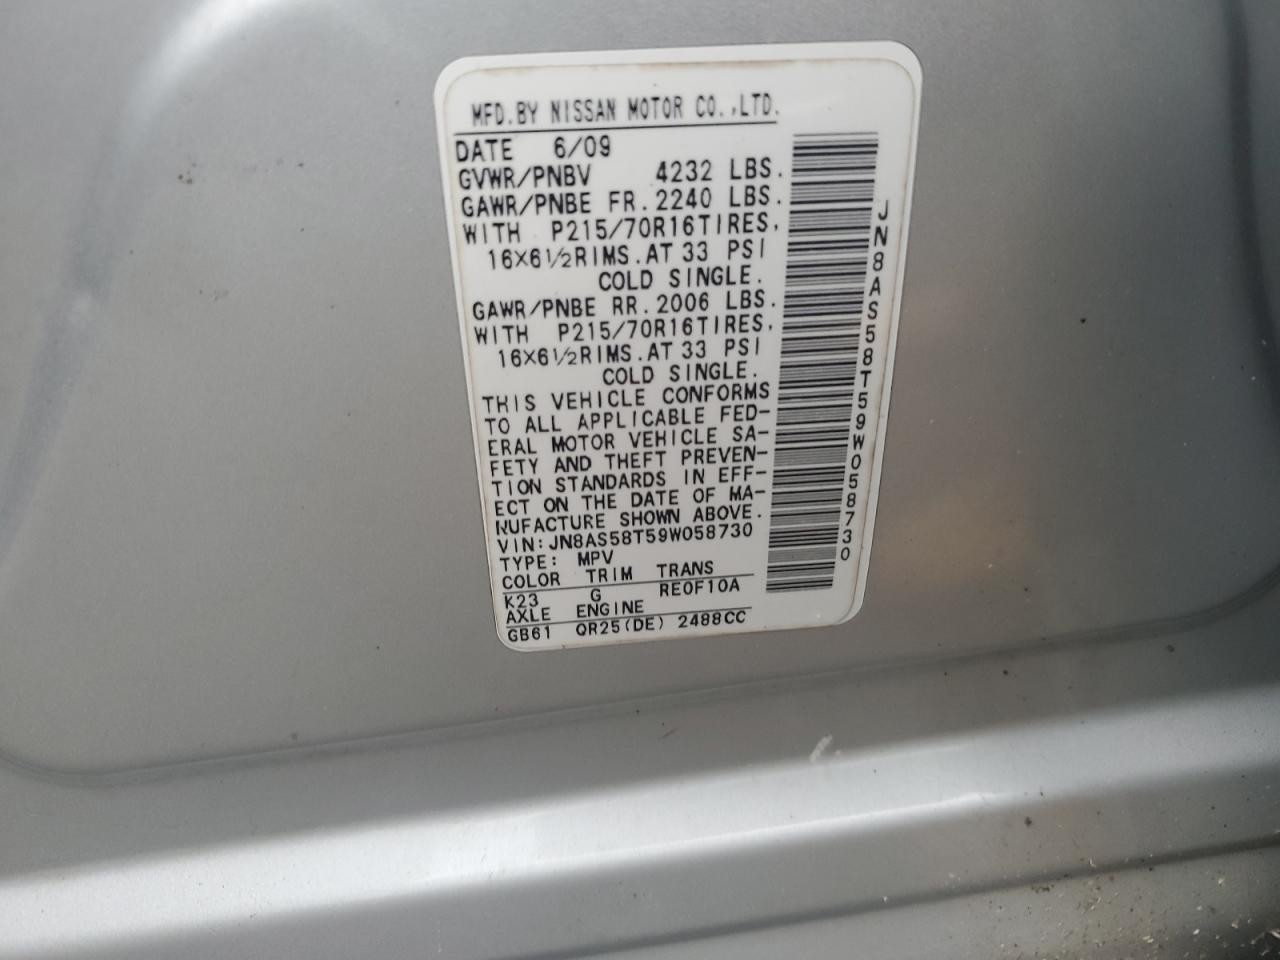 MFD.BY NISSAN MOTOR CO.,LTD.
DATE 6/09
GVWR/PNBV 4232 LBS.
GAWR/PNBE FR.2240 LBS.
WITH P215/70R16TIRES,
16X6½RIMS.AT 33 PSI
COLD SINGLE.
GAWR/PNBE RR.2006 LBS.
WITH P215/70R16TIRES,
16X6½RIMS.AT 33 PSI
COLD SINGLE.
THIS VEHICLE CONFORMS
TO ALL APPLICABLE FED-
ERAL MOTOR VEHICLE SA-
FETY AND THEFT PREVEN-
TION STANDARDS IN EFF-
ECT ON THE DATE OF MA-
NUFACTURE SHOWN ABOVE.
VIN:JN8AS58T59W058730
TYPE: MPV
COLOR TRIM TRANS
K23 G RE0F10A
AXLE ENGINE
GB61 QR25(DE) 2488CC
JN8AS58T59W058730